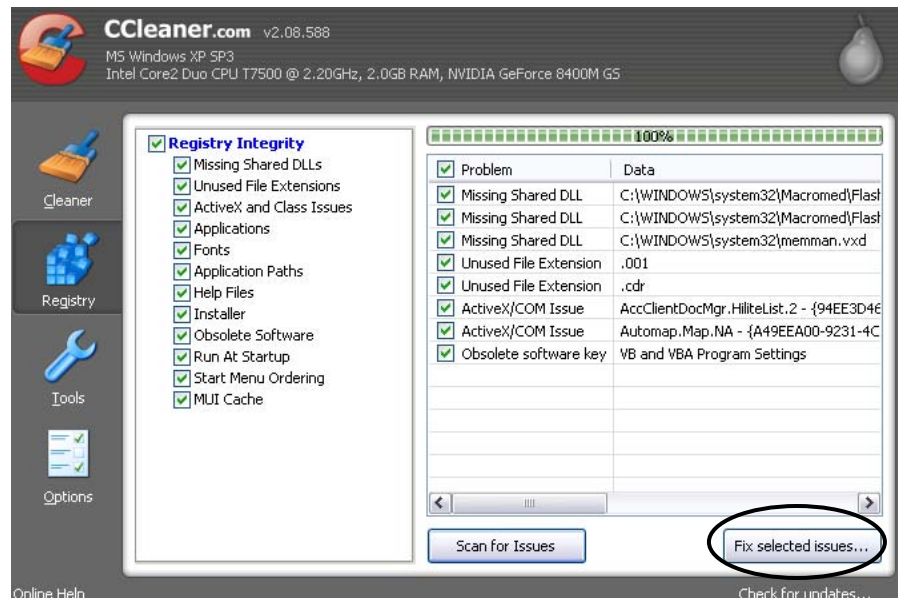 CCleaner.com v2.08.588
MS Windows XP SP3
Intel Core2 Duo CPU T7500 @ 2.20GHz, 2.0GB RAM, NVIDIA GeForce 8400M GS
Cleaner
Registry
Tools
Options
Registry Integrity
Missing Shared DLLs
Unused File Extensions
ActiveX and Class Issues
Applications
Fonts
Application Paths
Help Files
Installer
Obsolete Software
Run At Startup
Start Menu Ordering
MUI Cache
100%
Problem Data
Missing Shared DLL C:\WINDOWS\system32\Macromed\Flash
Missing Shared DLL C:\WINDOWS\system32\Macromed\Flash
Missing Shared DLL C:\WINDOWS\system32\memman.vxd
Unused File Extension .001
Unused File Extension .cdr
ActiveX/COM Issue AccClientDocMgr.HiliteList.2 - {94EE3D46
ActiveX/COM Issue Automap.Map.NA - {A49EEA00-9231-4C
Obsolete software key VB and VBA Program Settings
Scan for Issues
Fix selected issues...
Online Help
Check for updates...